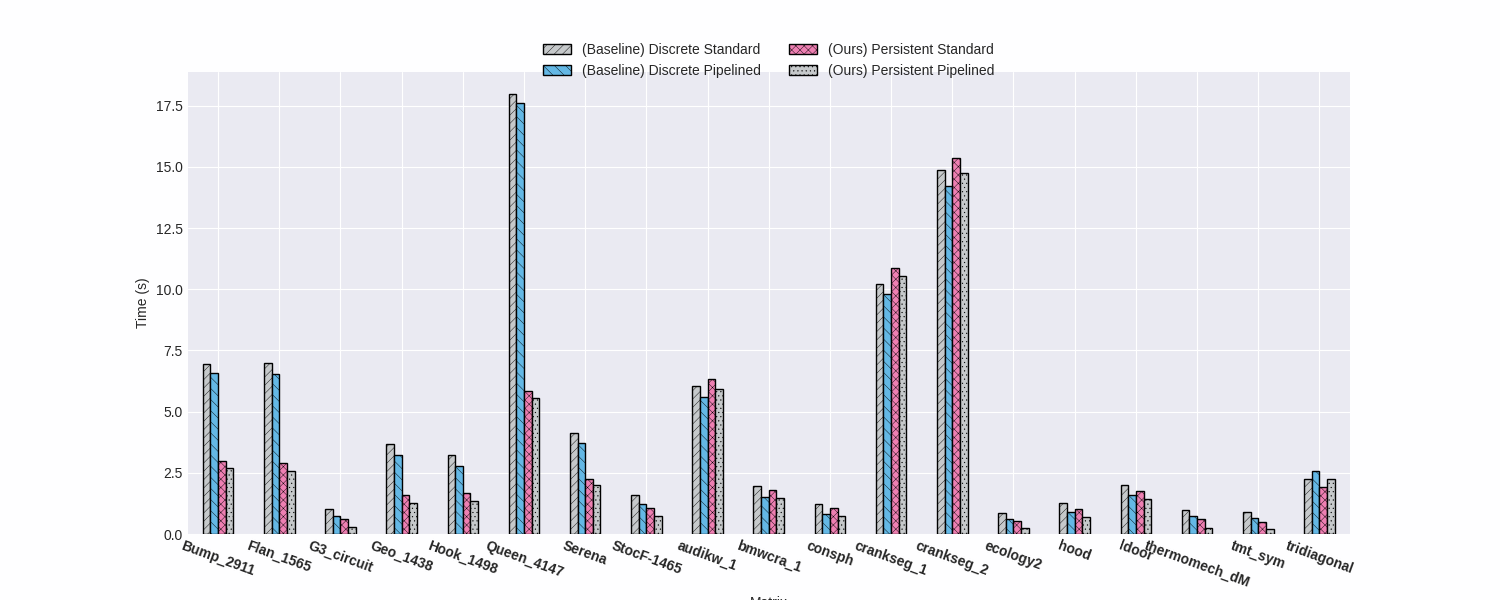 (Baseline) Discrete Standard
(Baseline) Discrete Pipelined
(Ours) Persistent Standard
(Ours) Persistent Pipelined
Time (s)
17.5
15.0
12.5
10.0
7.5
5.0
2.5
0.0
Bump_2911
Flan_1565
G3_circuit
Geo_1438
Hook_1498
Queen_4147
Serena
StocF-1465
audikw_1
bmwcra_1
consph
crankseg_1
crankseg_2
ecology2
hood
ldoor
thermomech_dM
tmt_sym
tridiagonal